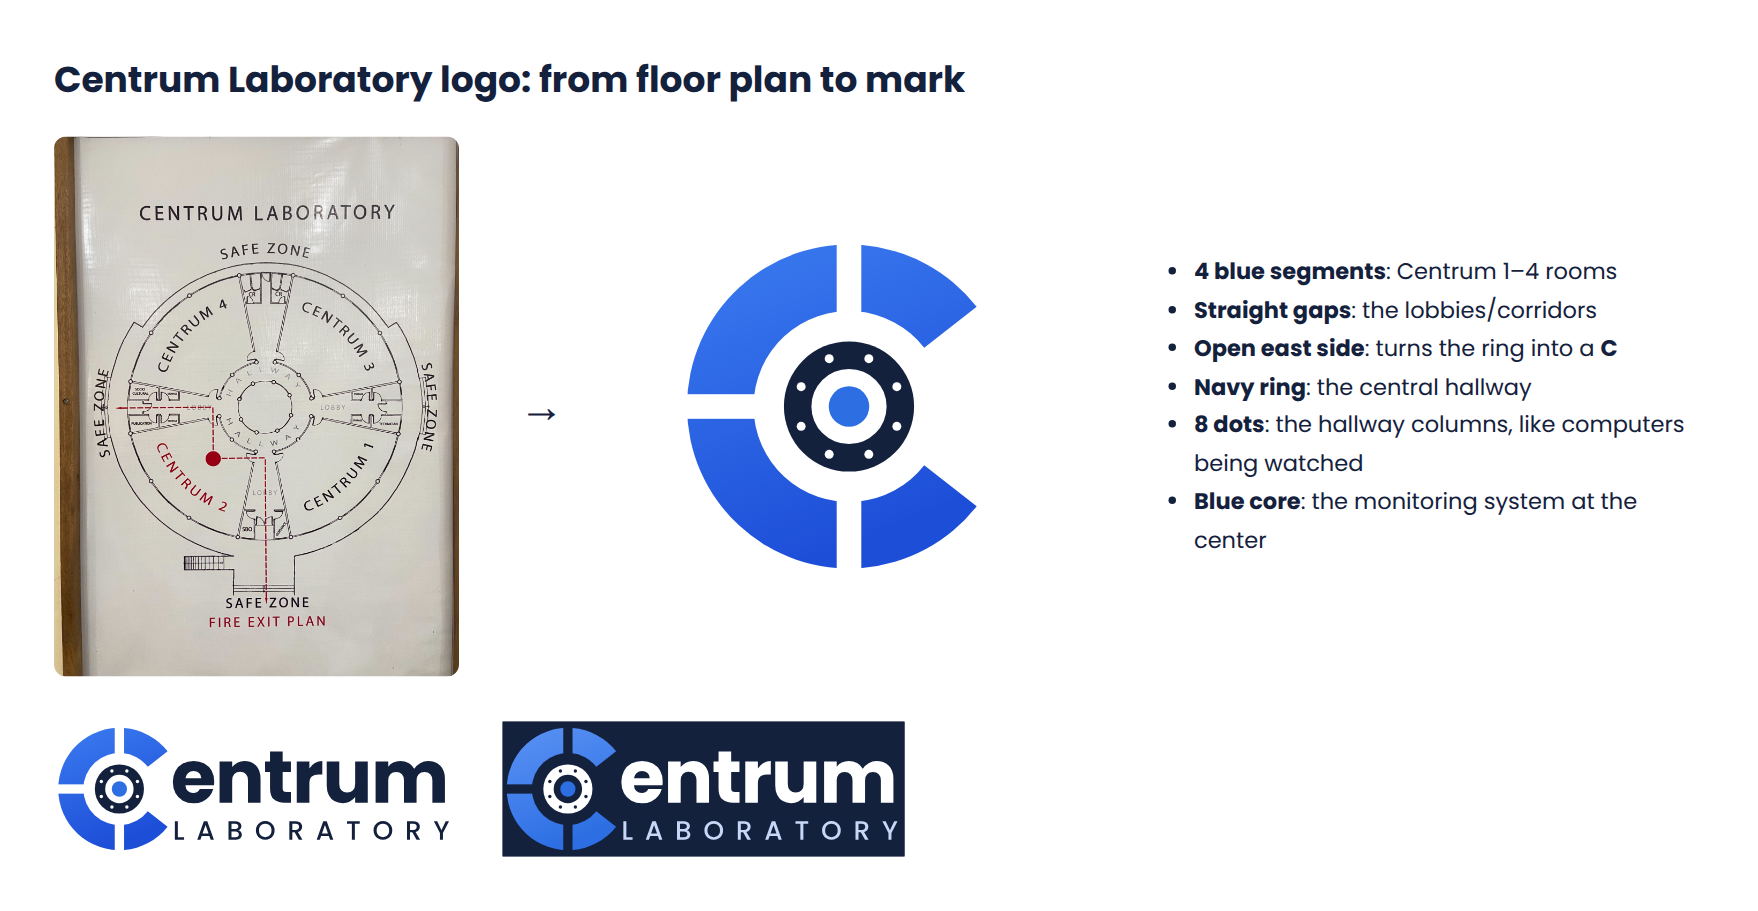 Centrum Laboratory logo: from floor plan to mark
CENTRUM LABORATORY
SAFE ZONE
CENTRUM 4
CENTRUM 3
SAFE ZONE
SAFE ZONE
HALLWAY
LOBBY
LOBBY
HALLWAY
CENTRUM 2
CENTRUM 1
LOBBY
SAFE ZONE
FIRE EXIT PLAN
→
• 4 blue segments: Centrum 1–4 rooms
• Straight gaps: the lobbies/corridors
• Open east side: turns the ring into a C
• Navy ring: the central hallway
• 8 dots: the hallway columns, like computers
being watched
• Blue core: the monitoring system at the
center
Centrum
LABORATORY
Centrum
LABORATORY